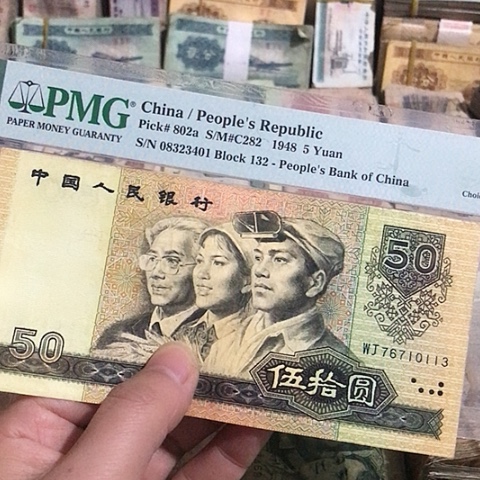 PMG®
PAPER MONEY GUARANTY
China / People's Republic
Pick# 802a S/M#C282 1948 5 Yuan
S/N 08323401 Block 132 - People's Bank of China
Choic
中国人民银行
50
WJ76710113
50
伍拾圆